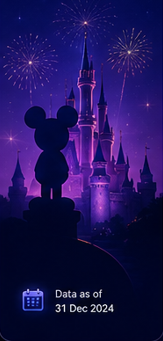 Data as of
31 Dec 2024